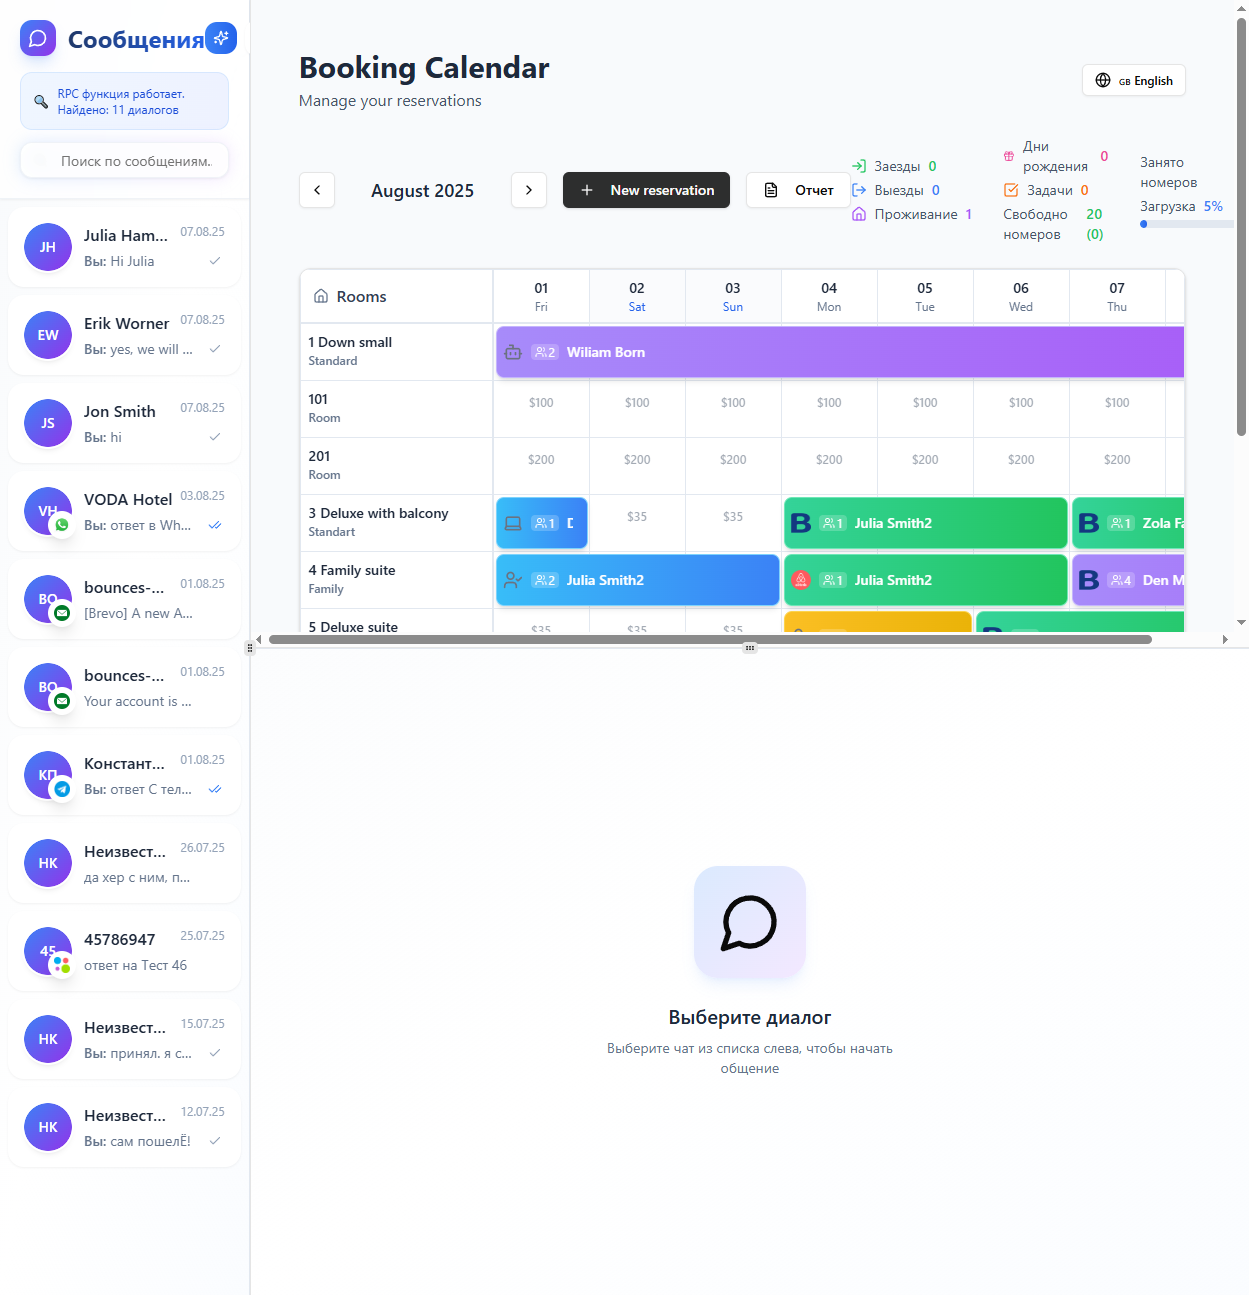 Сообщения
RPC функция работает.
Найдено: 11 диалогов
Поиск по сообщениям.
JH
Julia Ham...
07.08.25
Вы: Hi Julia
EW
Erik Worner
07.08.25
Вы: yes, we will ...
JS
Jon Smith
07.08.25
Вы: hi
VH
VODA Hotel
03.08.25
Вы: ответ в Wh...
BO
bounces-...
01.08.25
[Brevo] A new A...
BO
bounces-...
01.08.25
Your account is ...
КП
Констант...
01.08.25
Вы: ответ С тел...
НК
Неизвест...
26.07.25
да хер с ним, п...
45
45786947
25.07.25
ответ на Тест 46
НК
Неизвест...
15.07.25
Вы: принял. я с...
НК
Неизвест...
12.07.25
Вы: сам пошелЁ!
Booking Calendar
Manage your reservations
GB English
August 2025
New reservation
Отчет
Заезды 0
Выезды 0
Проживание 1
Дни
рождения 0
Задачи 0
Свободно 20
номеров (0)
Занято
номеров
Загрузка 5%
Rooms
01 02 03 04 05 06 07
Fri Sat Sun Mon Tue Wed Thu
1 Down small
Standard
2 Wiliam Born
101
Room
$100 $100 $100 $100 $100 $100 $100
201
Room
$200 $200 $200 $200 $200 $200 $200
3 Deluxe with balcony
Standart
1
$35 $35
B 1 Julia Smith2
B 1 Zola Fa
4 Family suite
Family
2 Julia Smith2
1 Julia Smith2
B 4 Den M
5 Deluxe suite
$35 $35 $35
Выберите диалог
Выберите чат из списка слева, чтобы начать
общение